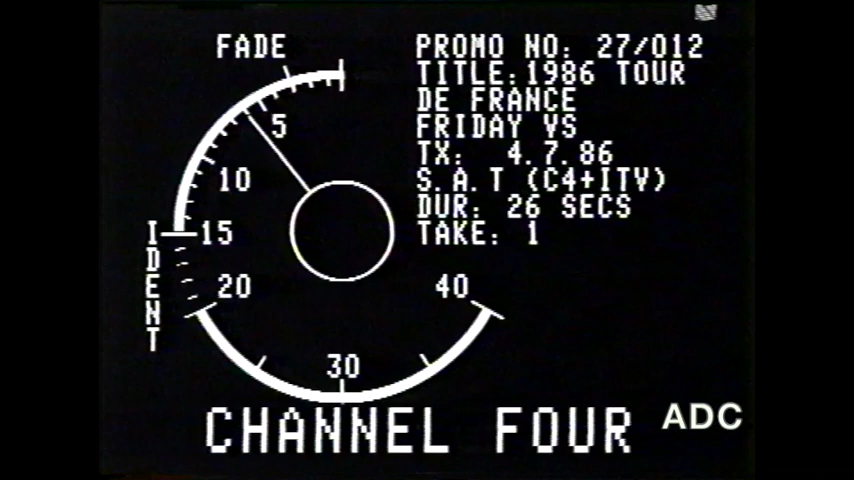 FADE
PROMO NO: 27/012
TITLE:1986 TOUR
DE FRANCE
FRIDAY VS
TX: 4.7.86
S.A.T (C4+ITV)
DUR: 26 SECS
TAKE: 1
5
10
15
20
30
40
IDENT
CHANNEL FOUR
ADC